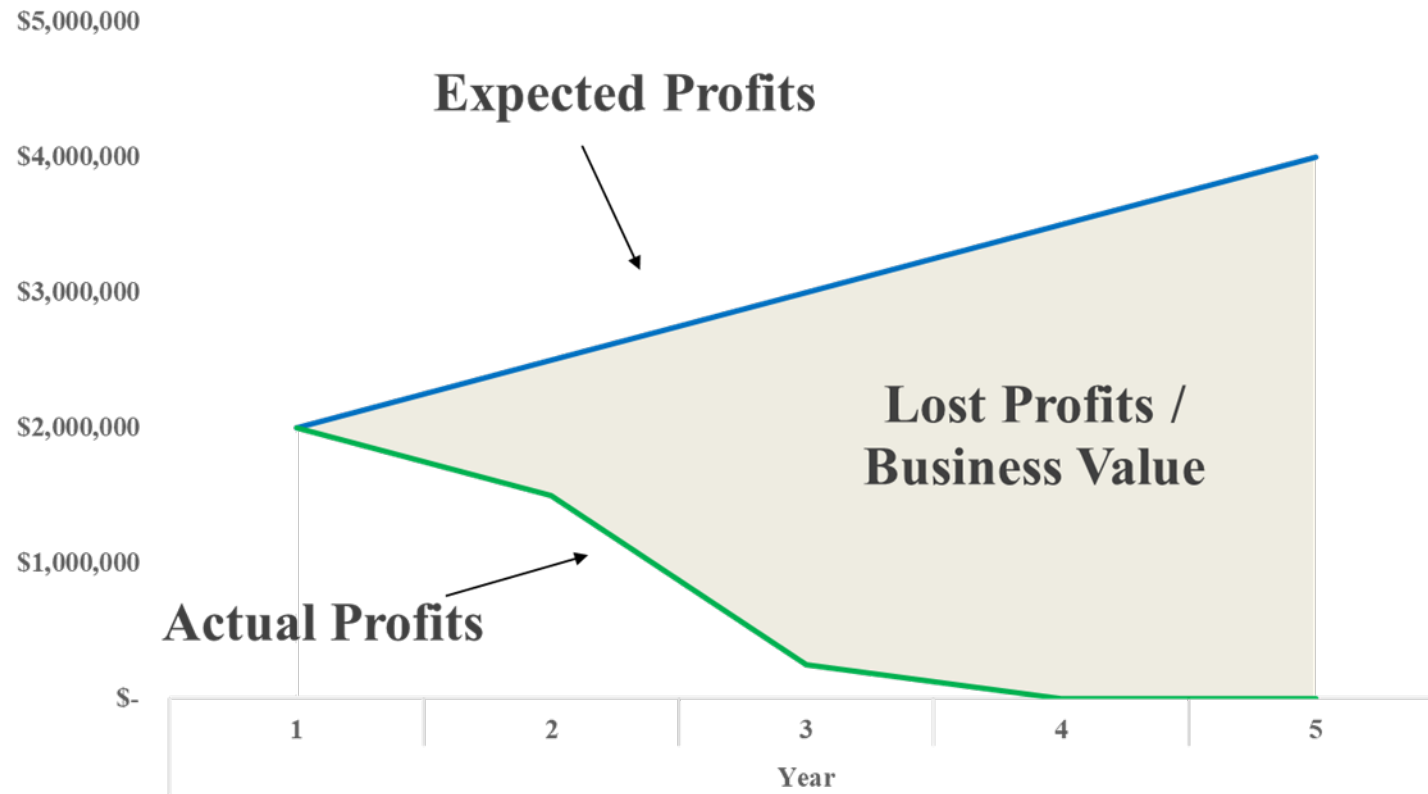 $5,000,000
Expected Profits
$4,000,000
$3,000,000
$2,000,000
Lost Profits /
Business Value
$1,000,000
Actual Profits
$-
1 2 3 4 5
Year